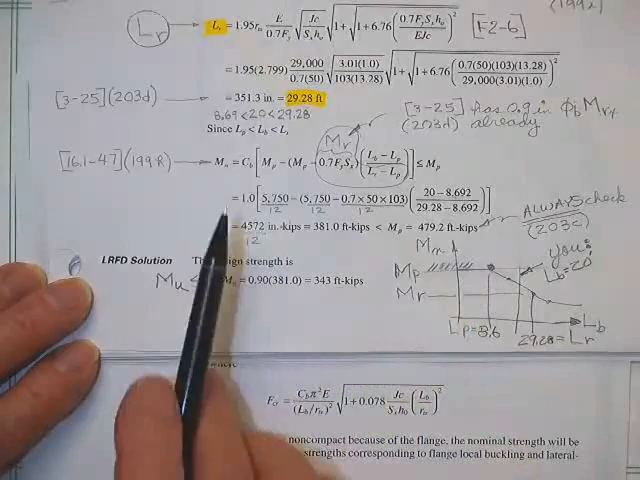 (199L)
Lr
Lr = 1.95rts E/0.7Fy √(Jc/Sxho) √(1 + √(1 + 6.76(0.7FySxho/EJc)²))
[F2-6]
= 1.95(2.799) 29,000/0.7(50) √(3.01(1.0)/103(13.28)) √(1 + √(1 + 6.76(0.7(50)(103)(13.28)/29,000(3.01)(1.0))²))
[3-25](203d)
= 351.3 in. = 29.28 ft
8.69 < 20 < 29.28
[3-25] has 0.9 in ϕb Mrx
(203d) already
Since Lp < Lb < Lr
Mr
[16.1-47](199R)
Mn = Cb[Mp − (Mp − 0.7FySx)(Lb − Lp/Lr − Lp)] ≤ Mp
= 1.0[5,750 − (5,750 − 0.7 × 50 × 103)(20 − 8.692/29.28 − 8.692)]
12 12 12
ALWAYS check
(203c)
= 4572 in.-kips = 381.0 ft-kips < Mp = 479.2 ft-kips
12
LRFD Solution
design strength is
Mu ≤
= 0.90(381.0) = 343 ft-kips
Mn
you:
Lb = 20'
Mp
Mr
Lb
Lp = 8.6
29.28 = Lr
where
Fcr = Cbπ²E/(Lb/rts)² √(1 + 0.078 Jc/Sxho (Lb/rts)²)
noncompact because of the flange, the nominal strength will be
strengths corresponding to flange local buckling and lateral-